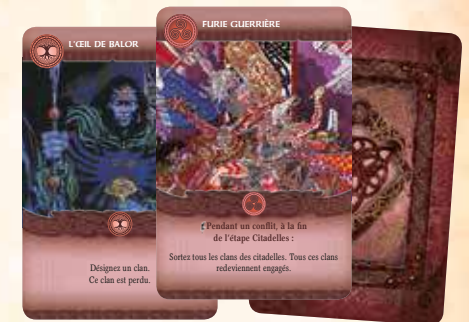 L'ŒIL DE BALOR
Désignez un clan.
Ce clan est perdu.
FURIE GUERRIÈRE
Pendant un conflit, à la fin
de l'étape Citadelles :
Sortez tous les clans des citadelles. Tous ces clans
redeviennent engagés.